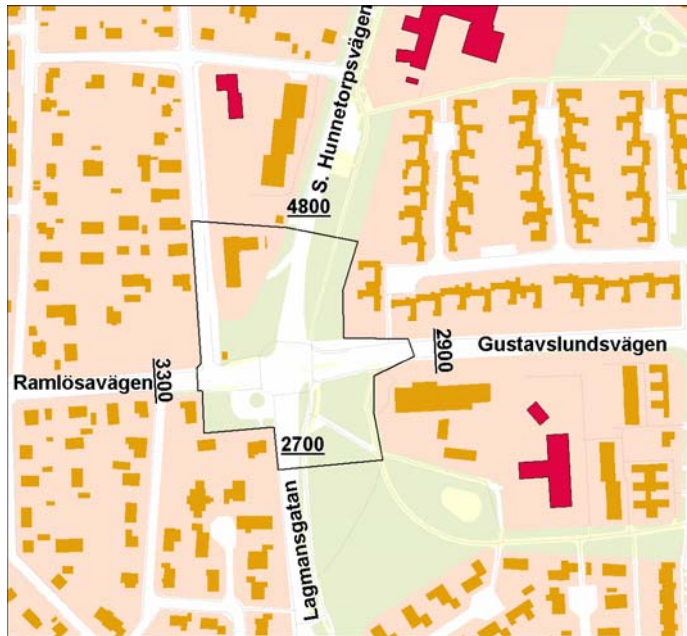 S. Hunnetorpsvägen
4800
2900
Gustavslundsvägen
3300
Ramlösavägen
2700
Lagmansgatan